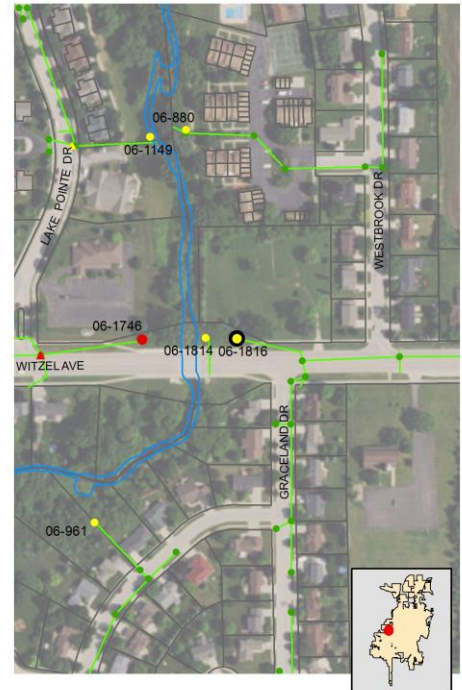 06-880
06-1149
LAKE POINTE DR
WESTBROOK DR
06-1746
06-1814
06-1816
WITZEL AVE
GRACELAND DR
06-961